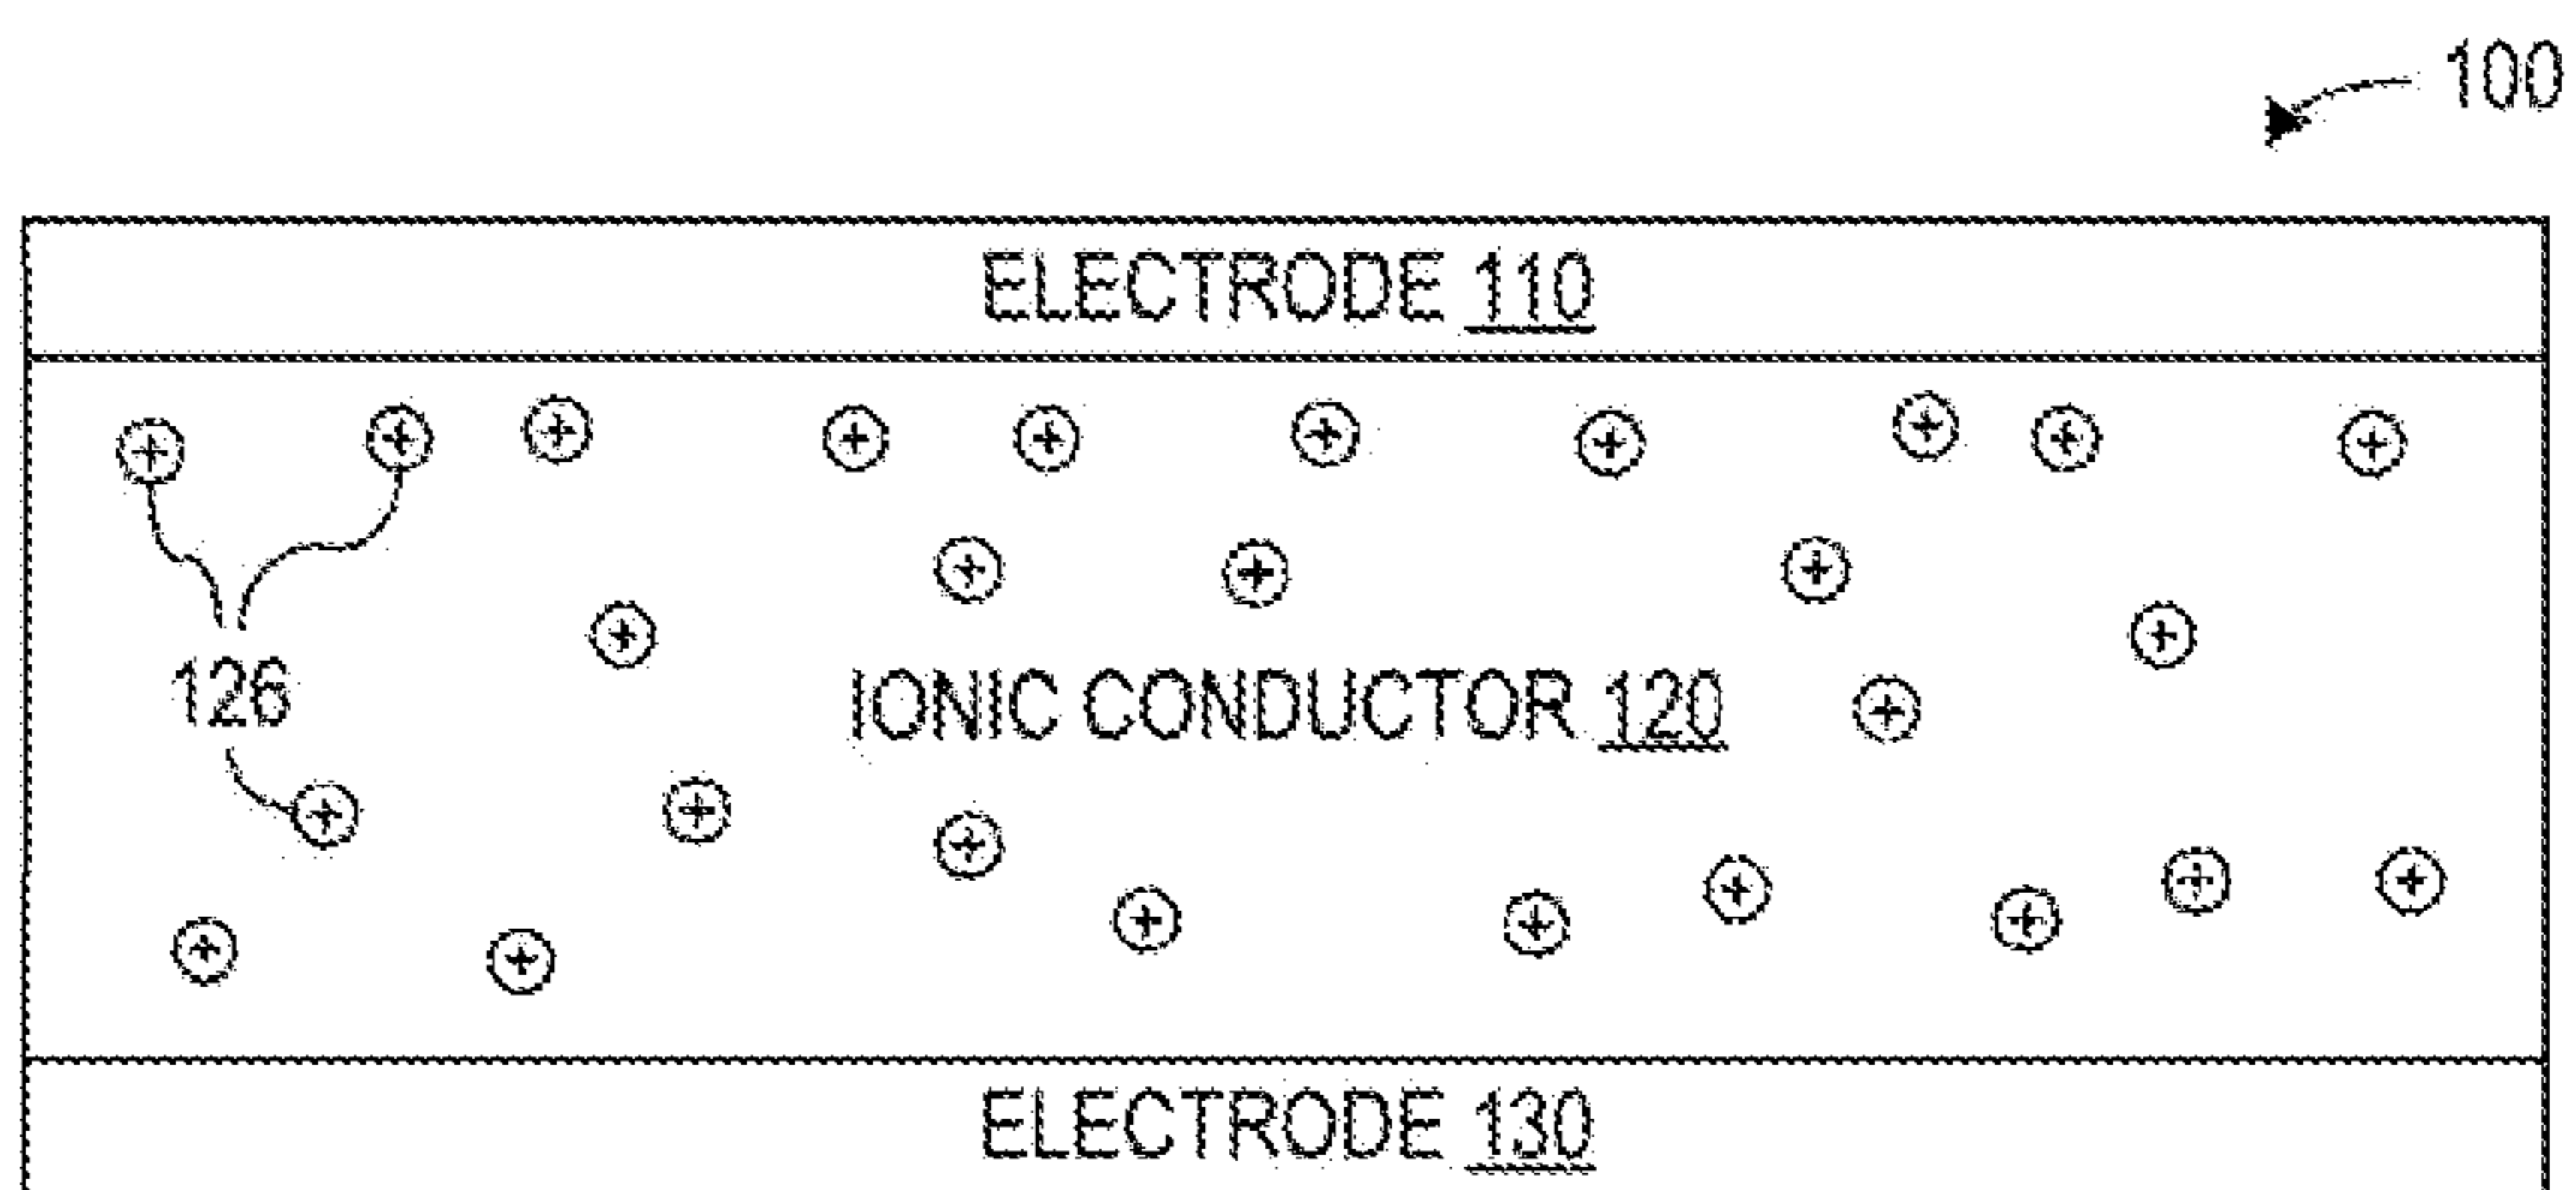 100
ELECTRODE 110
126
IONIC CONDUCTOR 120
ELECTRODE 130